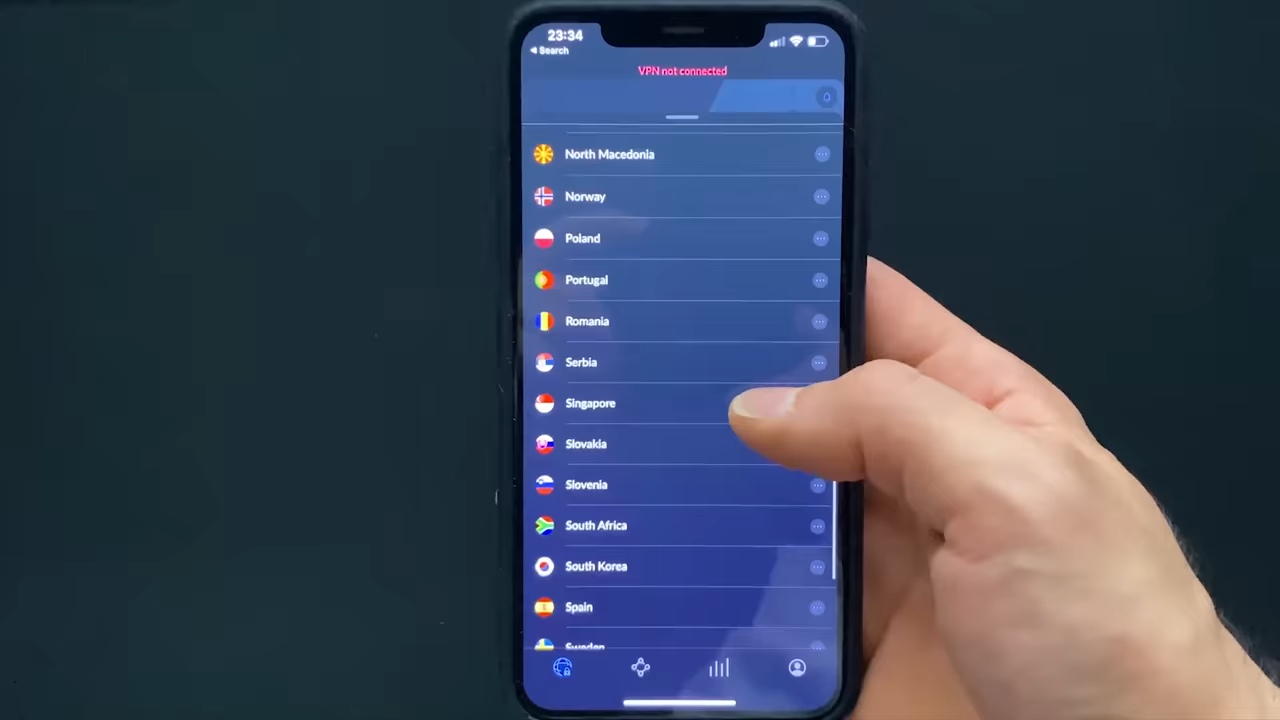 23:34
Search
VPN not connected
North Macedonia
Norway
Poland
Portugal
Romania
Serbia
Singapore
Slovakia
Slovenia
South Africa
South Korea
Spain
Sweden